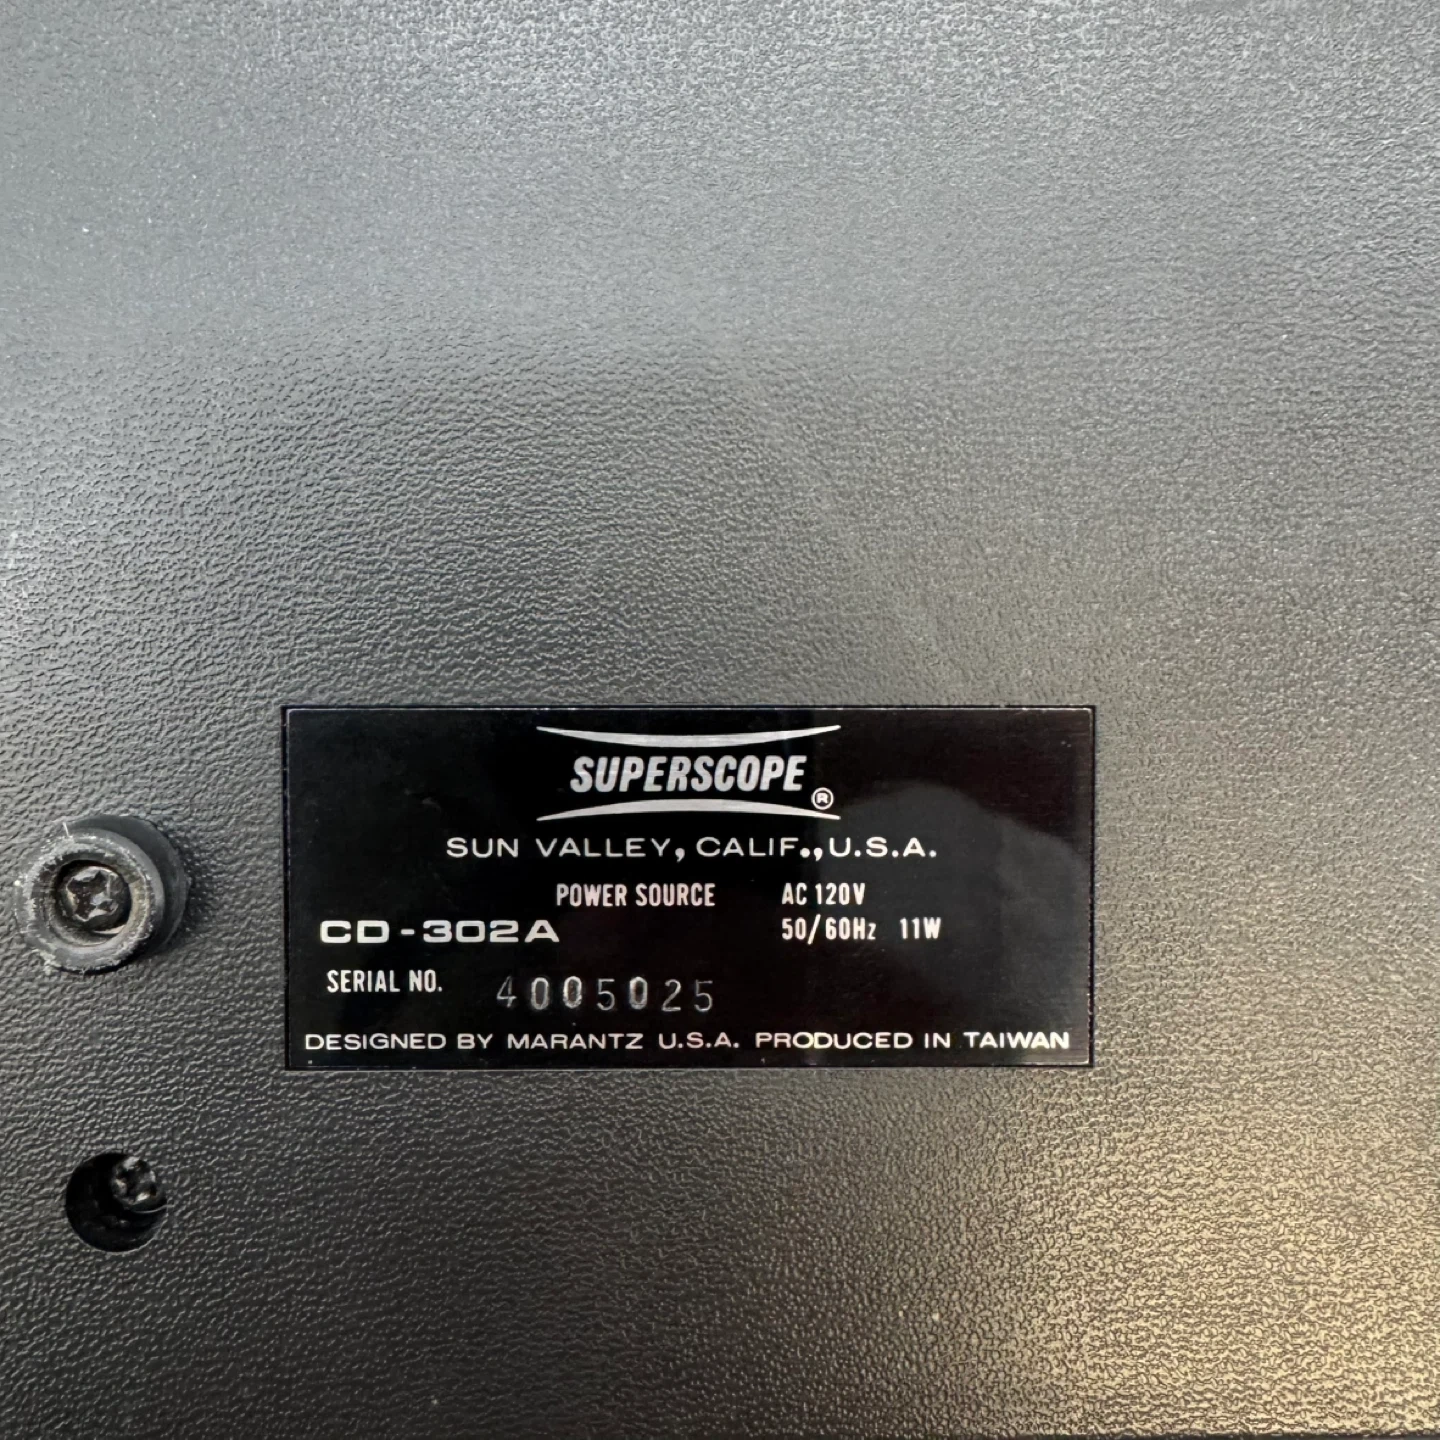 SUPERSCOPE®
SUN VALLEY, CALIF., U.S.A.
POWER SOURCE AC 120V
CD-302A 50/60Hz 11W
SERIAL NO. 4005025
DESIGNED BY MARANTZ U.S.A. PRODUCED IN TAIWAN